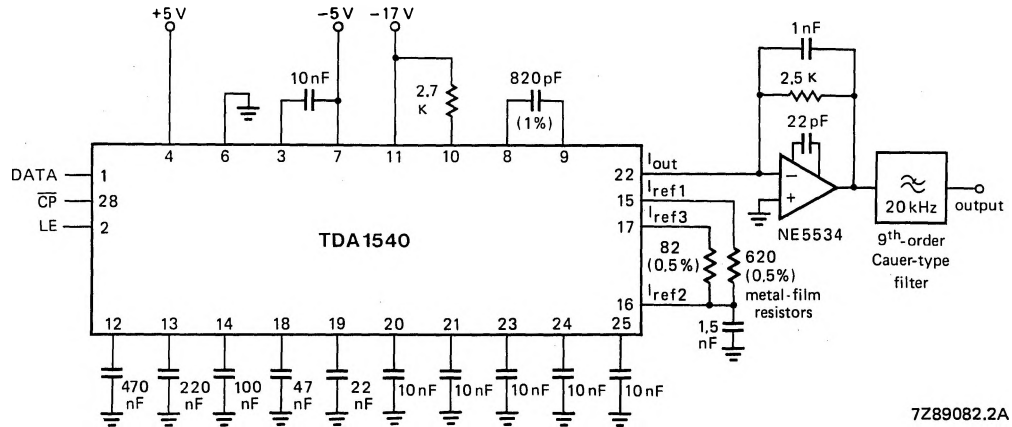 +5 V
−5 V
−17 V
10 nF
2.7
K
820 pF
(1%)
1 nF
2.5 K
22 pF
4
6
3
7
11
10
8
9
DATA
1
CP
28
LE
2
TDA1540
22
Iout
15
Iref1
17
Iref3
16
Iref2
82
(0.5%)
620
(0.5%)
metal-film
resistors
1,5
nF
−
+
NE5534
20 kHz
9th-order
Cauer-type
filter
output
12
13
14
18
19
20
21
23
24
25
470
nF
220
nF
100
nF
47
nF
22
nF
10 nF
10 nF
10 nF
10 nF
10 nF
7Z89082.2A